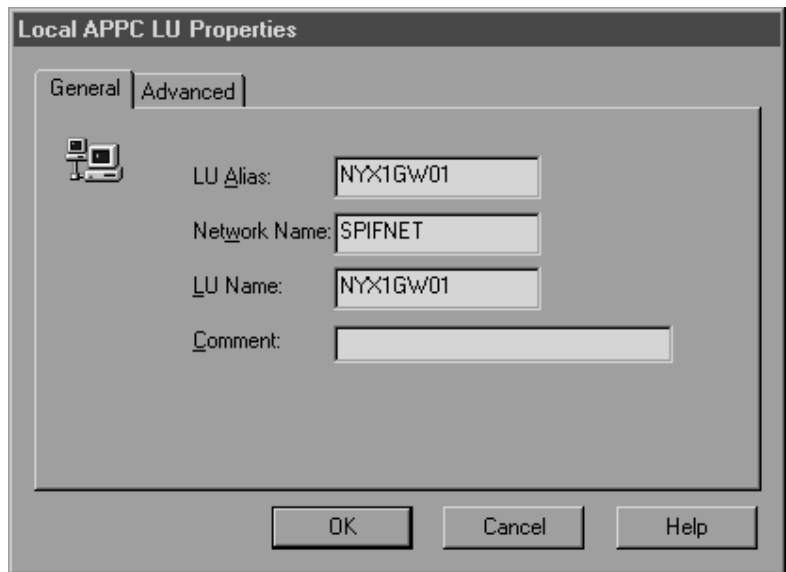 Local APPC LU Properties
General Advanced
LU Alias: NYX1GW01
Network Name: SPIFNET
LU Name: NYX1GW01
Comment:
OK Cancel Help